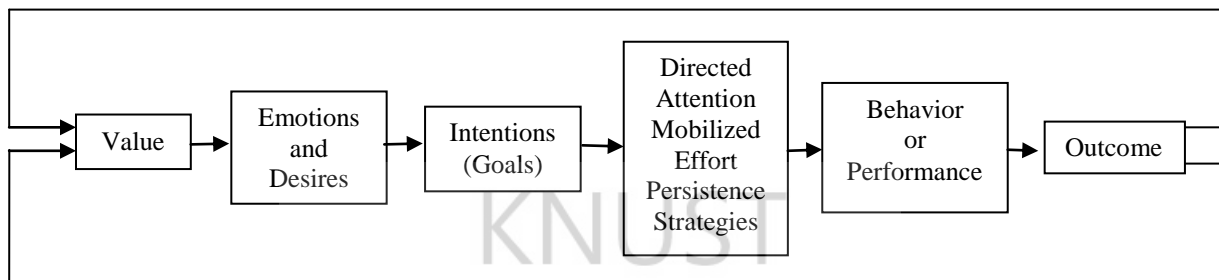 Value
Emotions
and
Desires
Intentions
(Goals)
Directed
Attention
Mobilized
Effort
Persistence
Strategies
Behavior
or
Performance
Outcome
KNUST